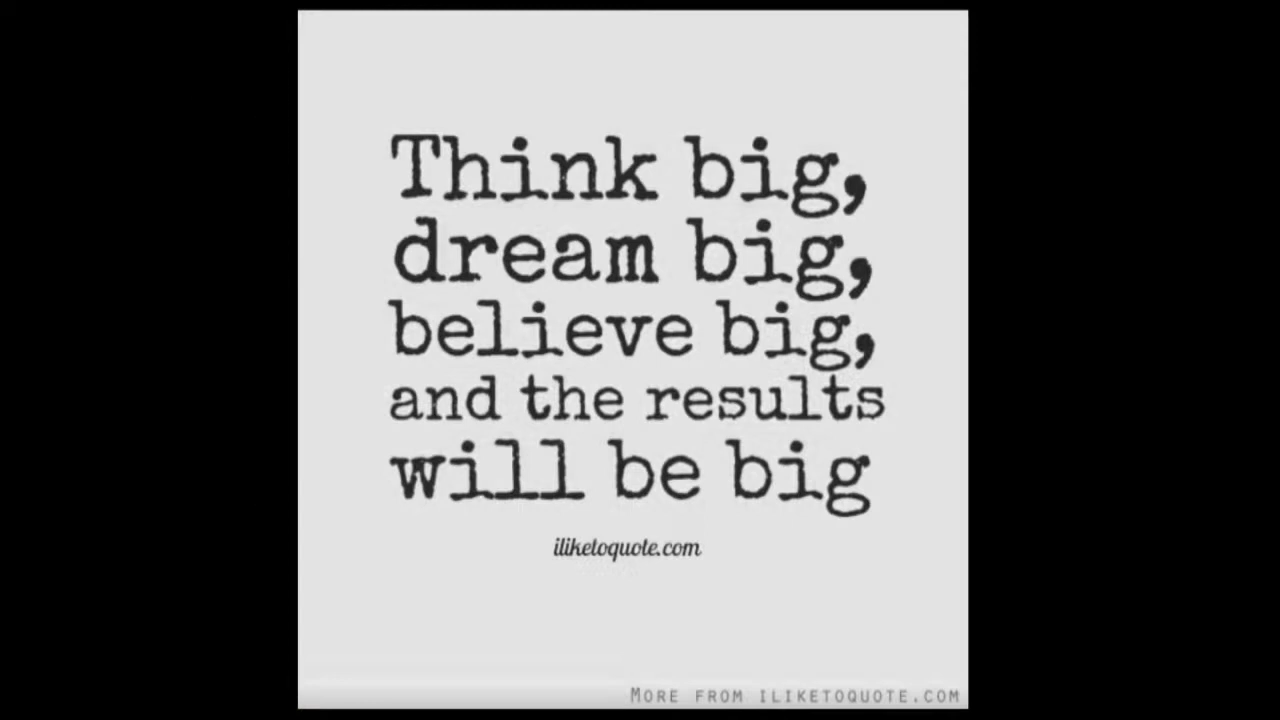 Think big,
dream big,
believe big,
and the results
will be big
iliketoquote.com
MORE FROM ILIKETOQUOTE.COM